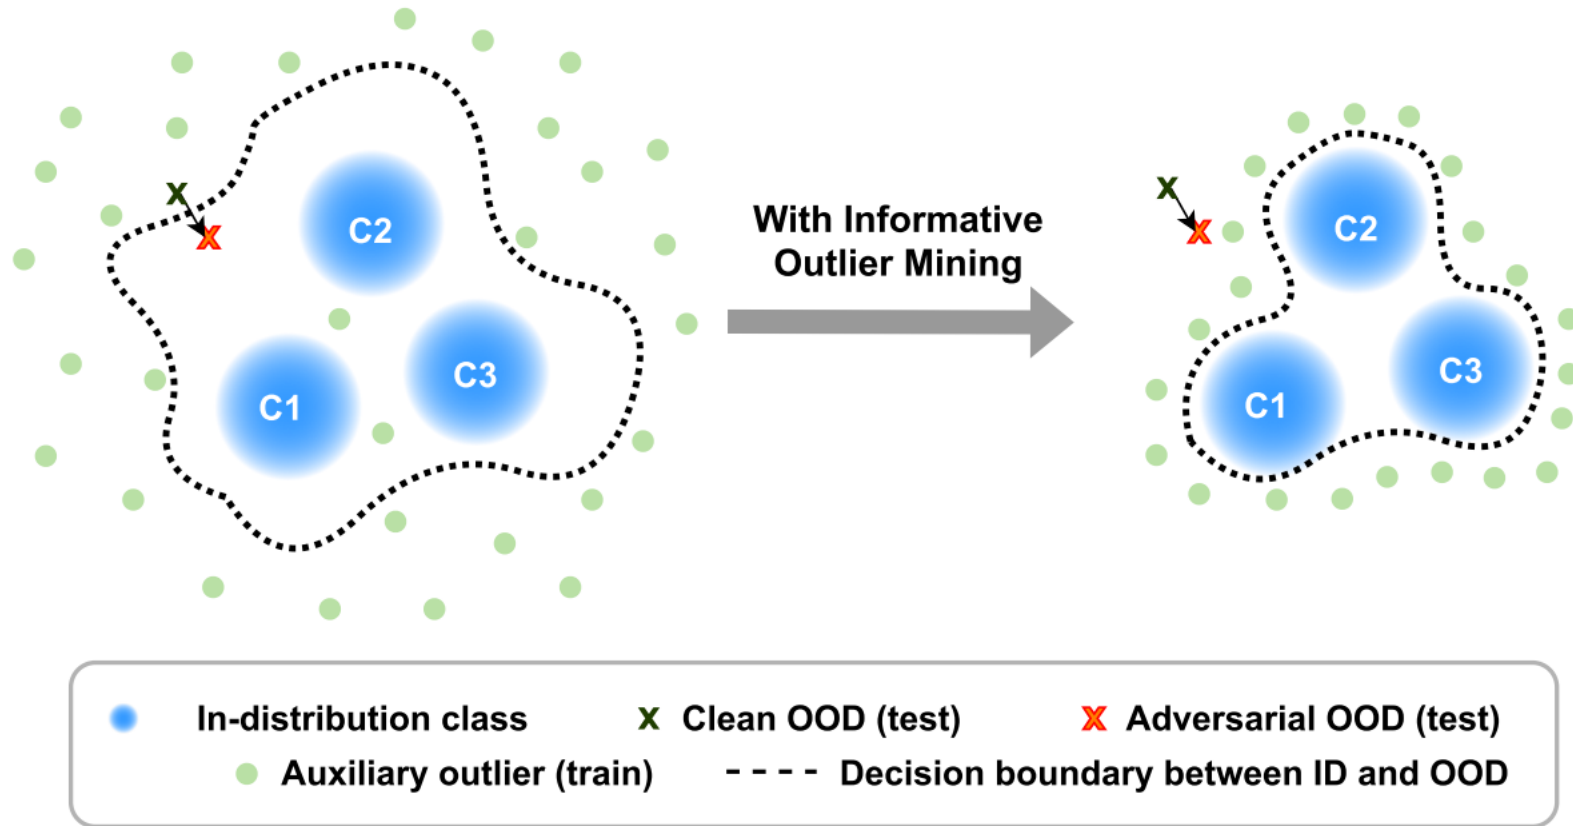 C2
C1
C3
With Informative
Outlier Mining
C2
C1
C3
In-distribution class
X Clean OOD (test)
X Adversarial OOD (test)
Auxiliary outlier (train)
Decision boundary between ID and OOD